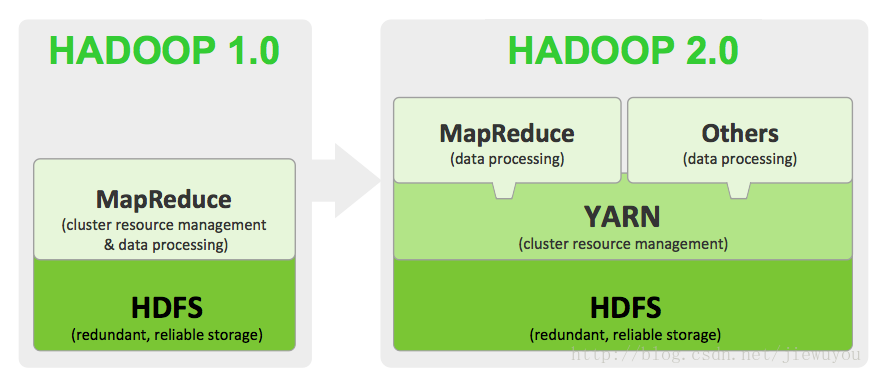 HADOOP 1.0
MapReduce
(cluster resource management
& data processing)
HDFS
(redundant, reliable storage)
HADOOP 2.0
MapReduce
(data processing)
Others
(data processing)
YARN
(cluster resource management)
HDFS
(redundant, reliable storage)
http://blog.csdn.net/jiewuyou